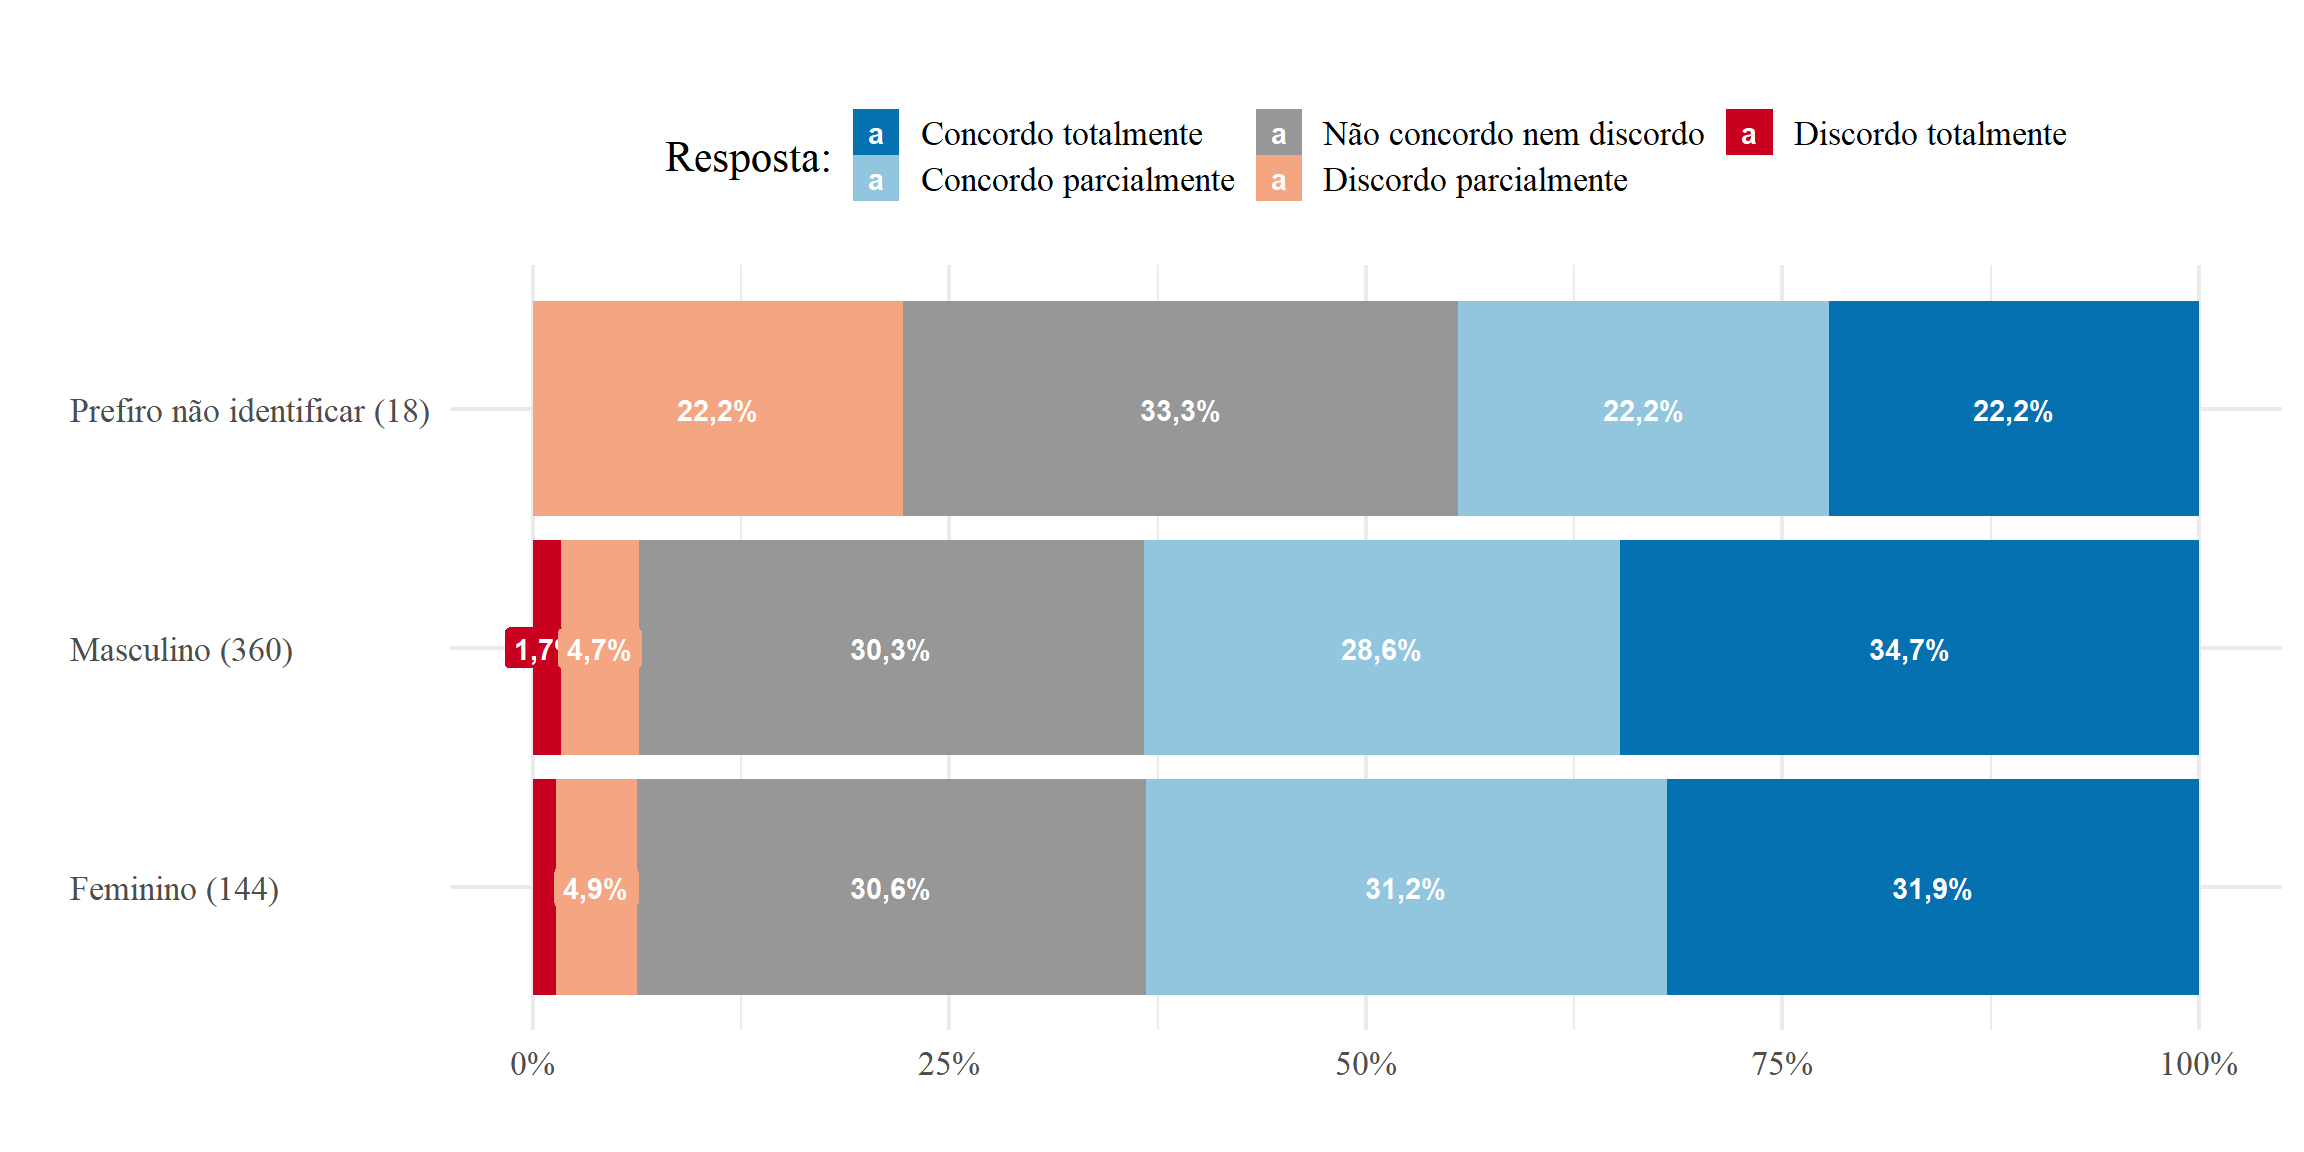 Resposta:
a Concordo totalmente
a Não concordo nem discordo
a Discordo totalmente
a Concordo parcialmente
a Discordo parcialmente
Prefiro não identificar (18)
22,2%
33,3%
22,2%
22,2%
Masculino (360)
1,7%
4,7%
30,3%
28,6%
34,7%
Feminino (144)
4,9%
30,6%
31,2%
31,9%
0%
25%
50%
75%
100%